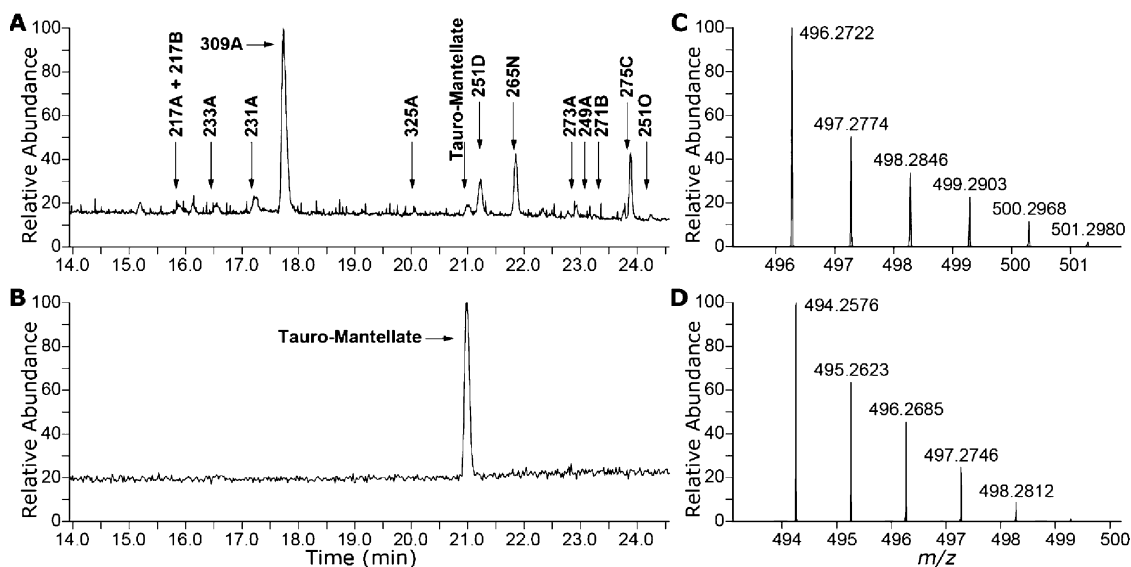 A
Relative Abundance
100
80
60
40
20
0
309A
217A + 217B
233A
231A
325A
Tauro-Mantellate
251D
265N
273A
249A
271B
275C
251O
14.0 15.0 16.0 17.0 18.0 19.0 20.0 21.0 22.0 23.0 24.0
B
Relative Abundance
100
80
60
40
20
0
Tauro-Mantellate
14.0 15.0 16.0 17.0 18.0 19.0 20.0 21.0 22.0 23.0 24.0
Time (min)
C
Relative Abundance
100
80
60
40
20
0
496.2722
497.2774
498.2846
499.2903
500.2968
501.2980
496 497 498 499 500 501
D
Relative Abundance
100
80
60
40
20
0
494.2576
495.2623
496.2685
497.2746
498.2812
494 495 496 497 498 499 500
m/z